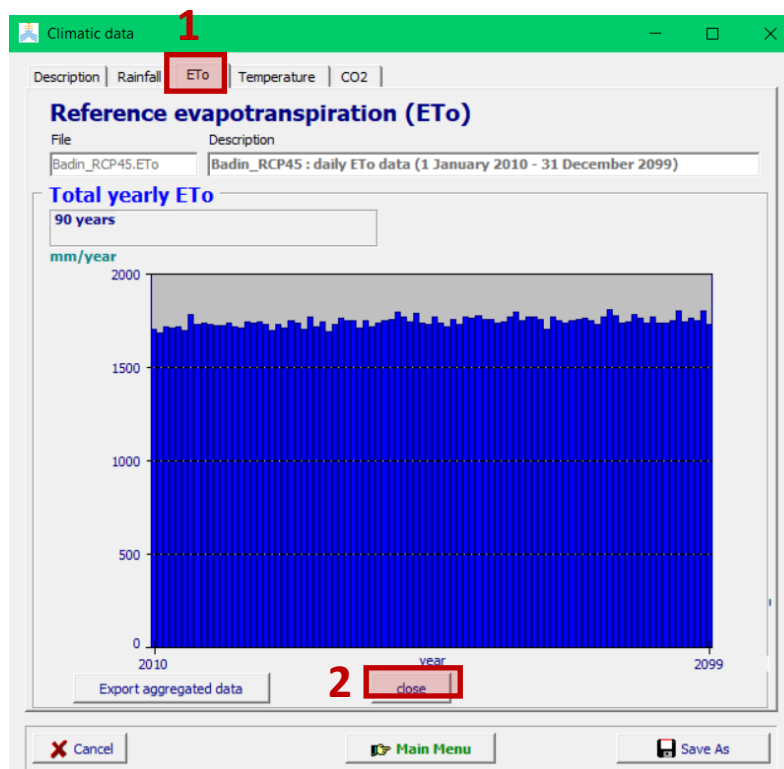 1
Climatic data
Description Rainfall ETo Temperature CO2
Reference evapotranspiration (ETo)
File Description
Badin_RCP45.ETo Badin_RCP45 : daily ETo data (1 January 2010 - 31 December 2099)
Total yearly ETo
90 years
mm/year
2000
1500
1000
500
0
2010 year 2099
Export aggregated data 2 close
Cancel Main Menu Save As